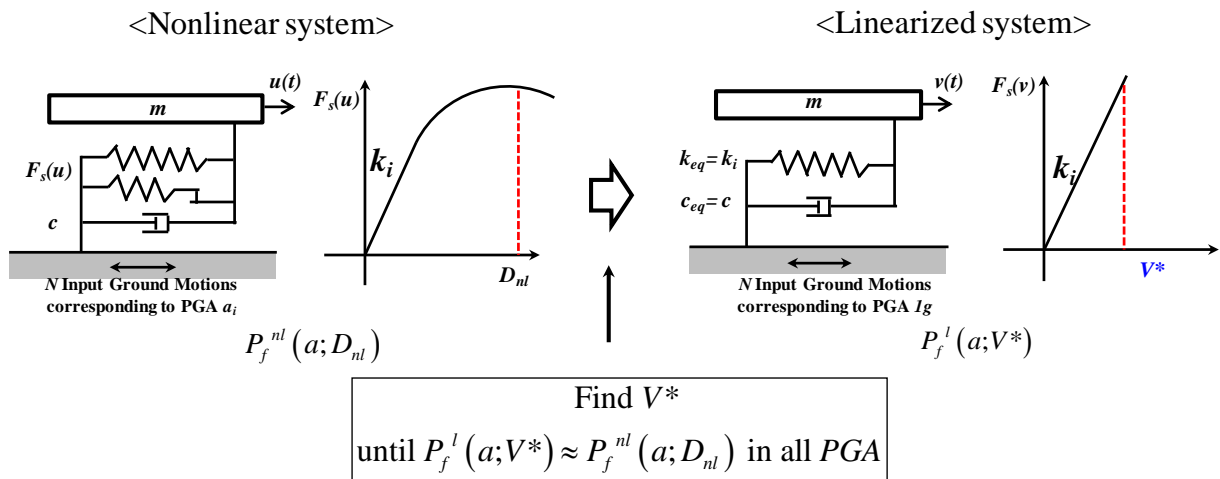 <Nonlinear system>
<Linearized system>
u(t)
m
F_s(u)
k_i
F_s(u)
c
D_nl
N Input Ground Motions
corresponding to PGA a_i
P_f^nl (a; D_nl)
v(t)
m
F_s(v)
k_eq= k_i
k_i
c_eq= c
V*
N Input Ground Motions
corresponding to PGA 1g
P_f^l (a;V*)
Find V*
until P_f^l (a;V*) ≈ P_f^nl (a; D_nl) in all PGA